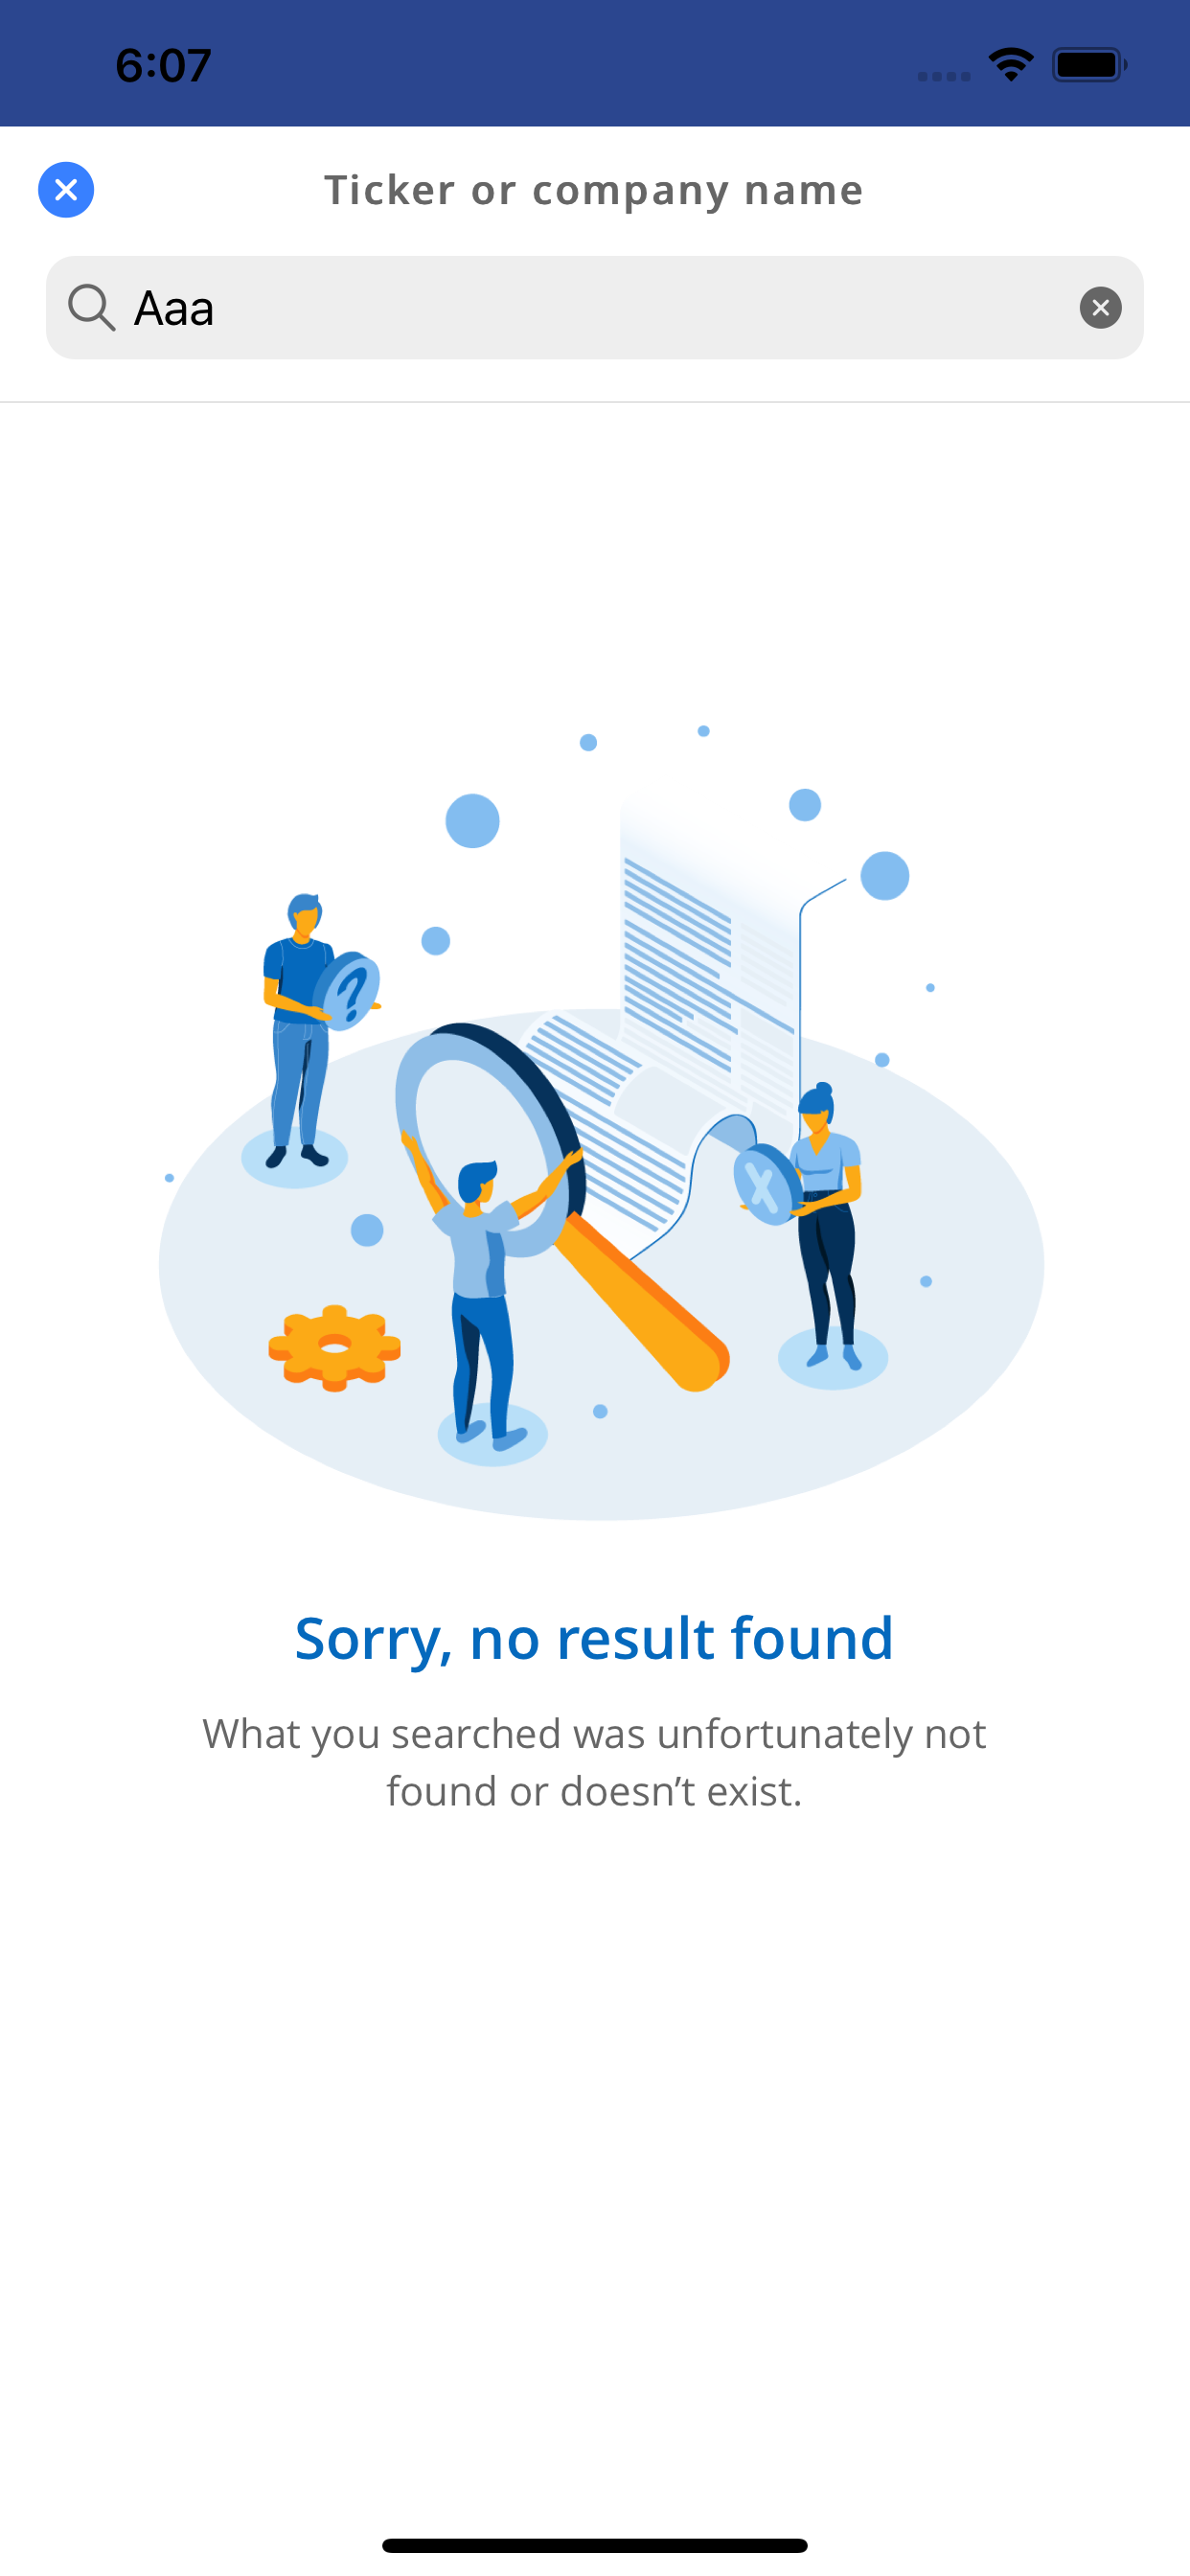 6:07
Ticker or company name
Aaa
?
X
Sorry, no result found
What you searched was unfortunately not
found or doesn’t exist.